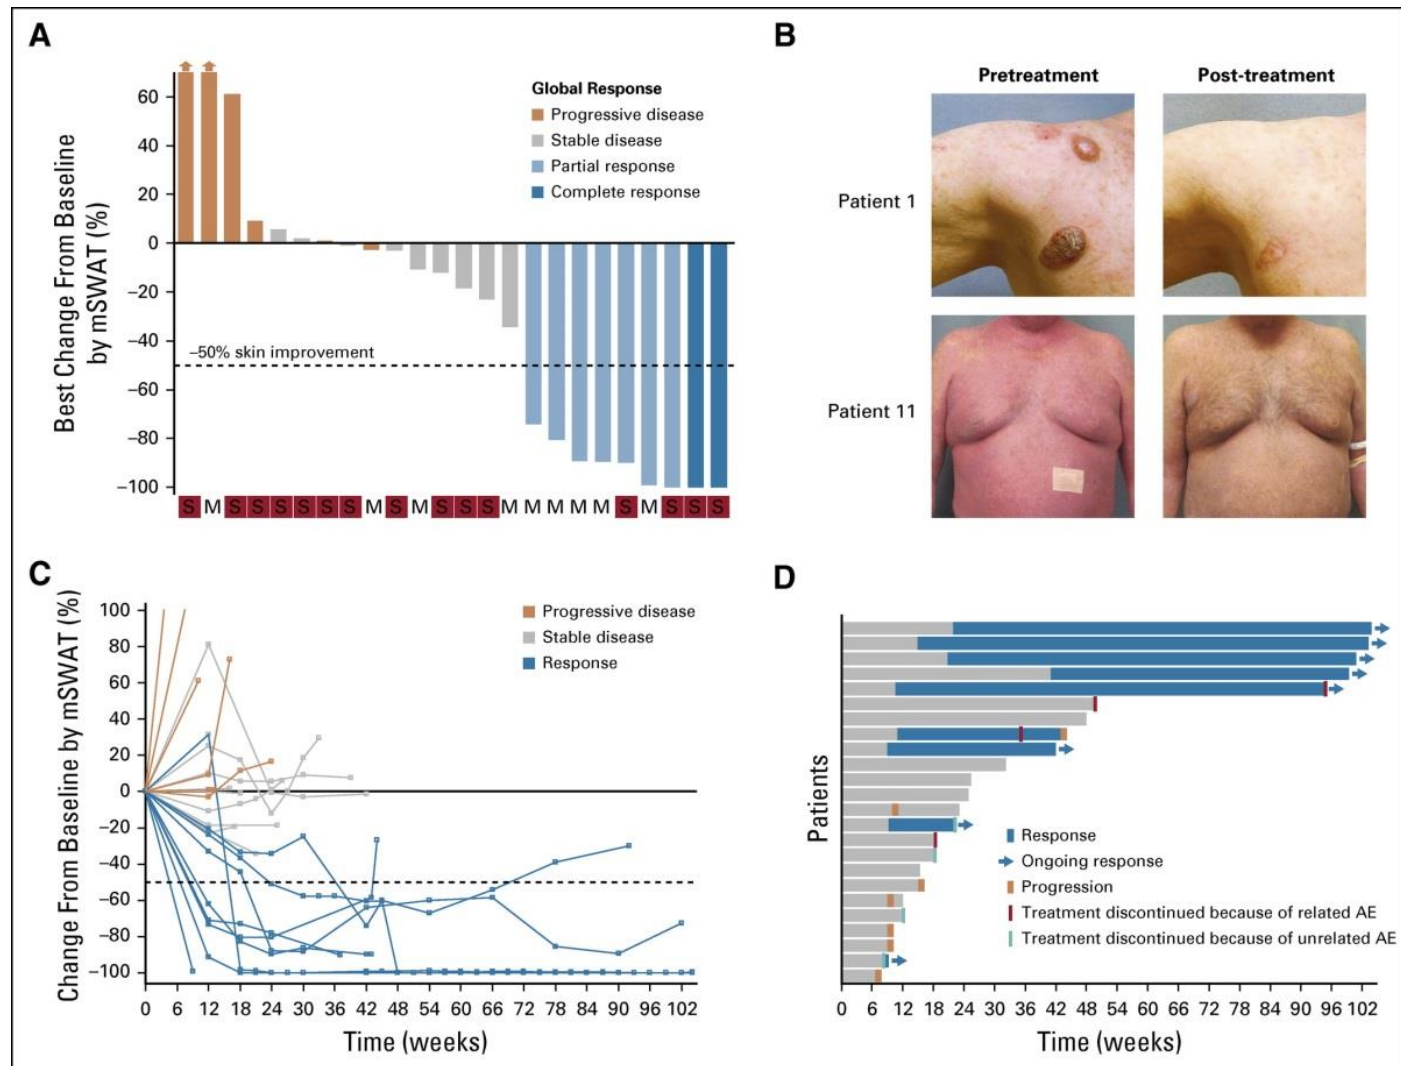 A
Best Change From Baseline
by mSWAT (%)
60
40
20
0
–20
–40
–60
–80
–100
Global Response
Progressive disease
Stable disease
Partial response
Complete response
–50% skin improvement
S M S S S S S S M S M S S S M M M M M S M S S S
B
Pretreatment
Post-treatment
Patient 1
Patient 11
C
Change From Baseline by mSWAT (%)
100
80
60
40
20
0
–20
–40
–60
–80
–100
Progressive disease
Stable disease
Response
0 6 12 18 24 30 36 42 48 54 60 66 72 78 84 90 96 102
Time (weeks)
D
Patients
Response
Ongoing response
Progression
Treatment discontinued because of related AE
Treatment discontinued because of unrelated AE
0 6 12 18 24 30 36 42 48 54 60 66 72 78 84 90 96 102
Time (weeks)